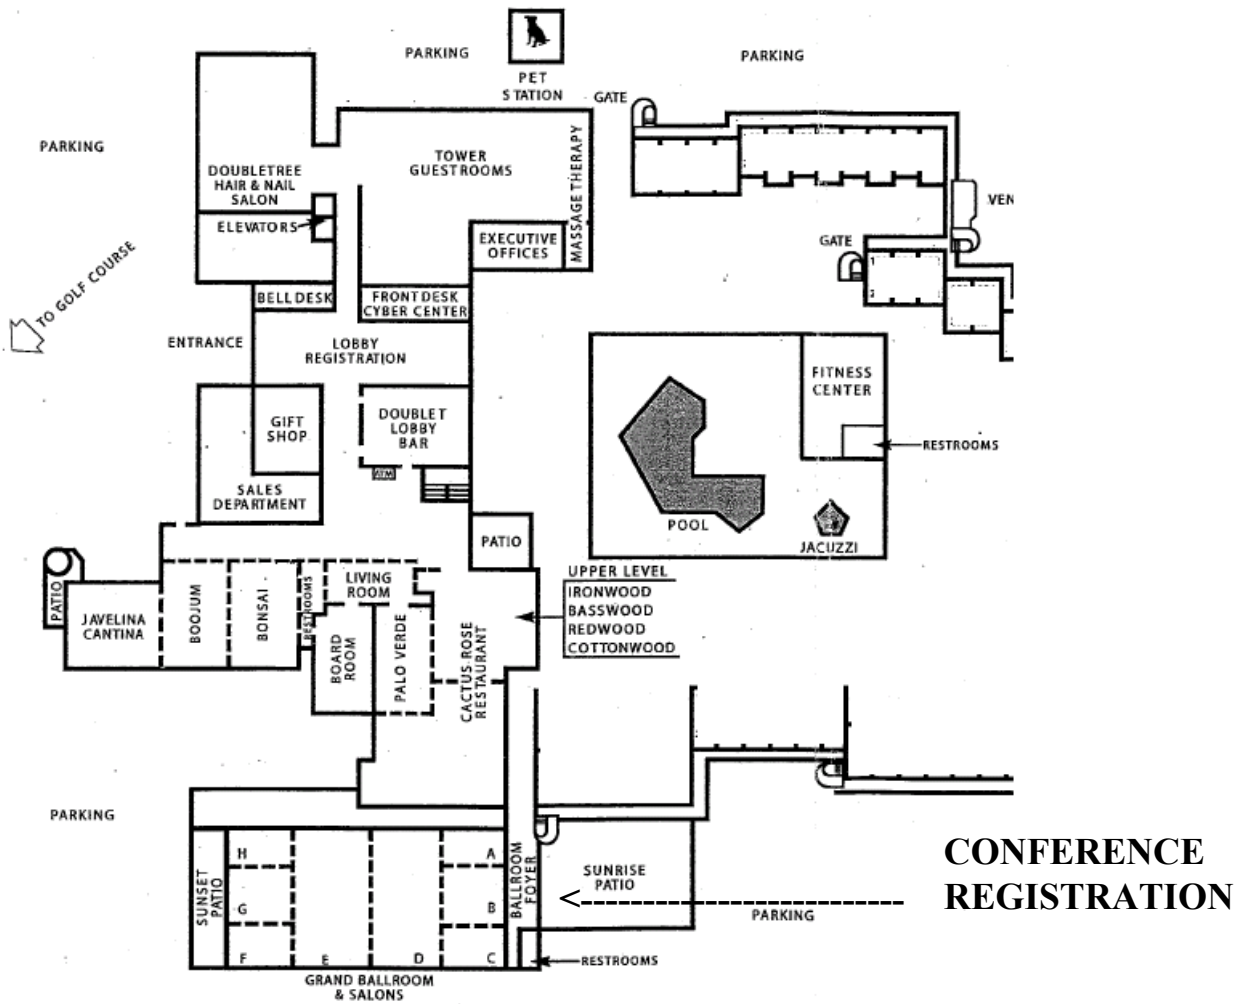 PARKING
PET
STATION
PARKING
GATE
PARKING
DOUBLETREE
HAIR & NAIL
SALON
TOWER
GUESTROOMS
MASSAGE THERAPY
ELEVATORS
EXECUTIVE
OFFICES
VEN
GATE
1
2
TO GOLF COURSE
BELL DESK
FRONT DESK
CYBER CENTER
ENTRANCE
LOBBY
REGISTRATION
FITNESS
CENTER
GIFT
SHOP
DOUBLET
LOBBY
BAR
RESTROOMS
ATM
SALES
DEPARTMENT
POOL
PATIO
JACUZZI
UPPER LEVEL
IRONWOOD
BASSWOOD
REDWOOD
COTTONWOOD
PATIO
JAVELINA
CANTINA
BOOJUM
BONSAI
RESTROOMS
LIVING
ROOM
BOARD
ROOM
PALO VERDE
CACTUS ROSE
RESTAURANT
PARKING
H
A
G
B
F
E
D
C
SUNSET
PATIO
BALLROOM
FOYER
SUNRISE
PATIO
CONFERENCE
REGISTRATION
PARKING
RESTROOMS
GRAND BALLROOM
& SALONS